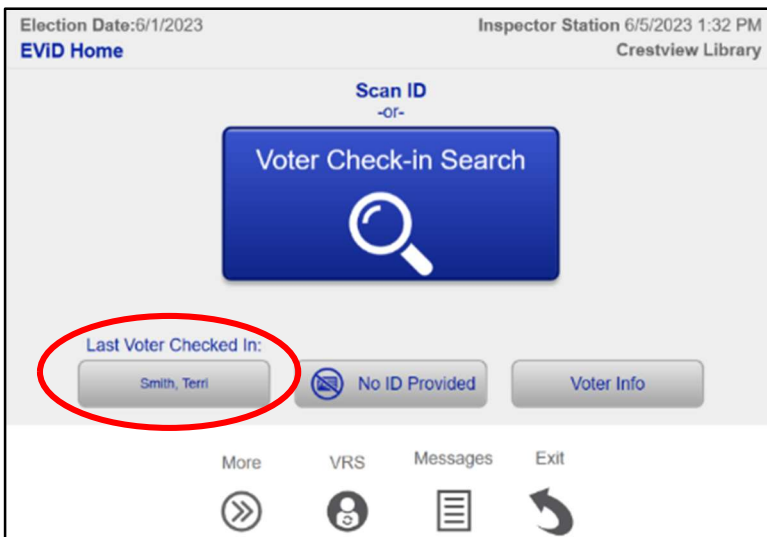 Election Date:6/1/2023 Inspector Station 6/5/2023 1:32 PM
EViD Home Crestview Library
Scan ID
-or-
Voter Check-in Search
Last Voter Checked In:
Smith, Terri No ID Provided Voter Info
More VRS Messages Exit